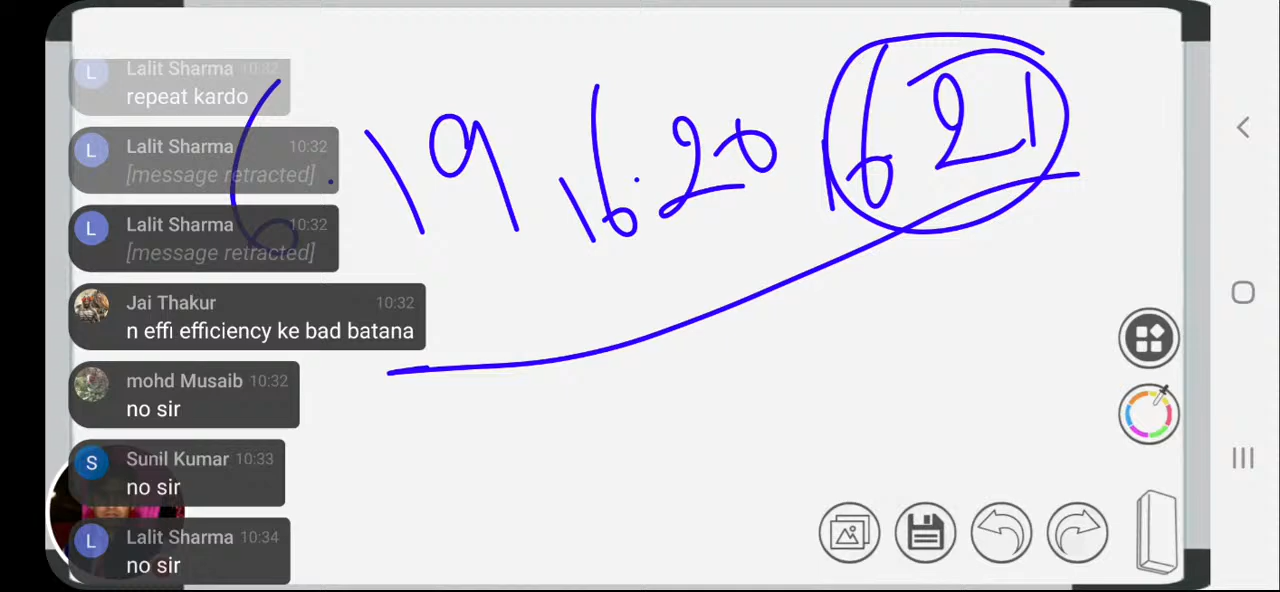 Lalit Sharma 10:32
repeat kardo
Lalit Sharma 10:32
[message retracted]
Lalit Sharma 10:32
[message retracted]
Jai Thakur 10:32
n effi efficiency ke bad batana
mohd Musaib 10:32
no sir
S Sunil Kumar 10:33
no sir
L Lalit Sharma 10:34
no sir
19 16.20 16 21